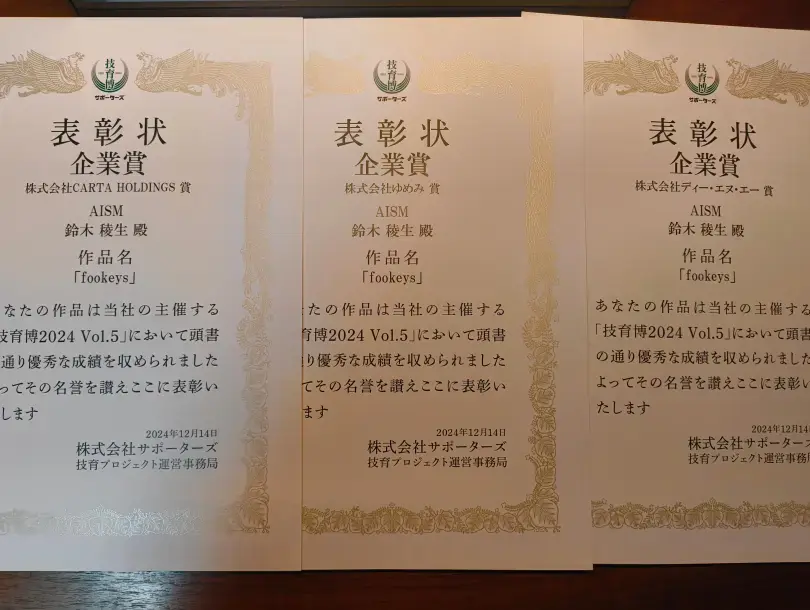 技育博
サポーターズ
表彰状
企業賞
株式会社CARTA HOLDINGS 賞
AISM
鈴木 稜生 殿
作品名
「fookeys」
なたの作品は当社の主催する
技育博2024 Vol.5」において頭書
通り優秀な成績を収められました
ってその名誉を讃えここに表彰い
します
2024年12月14日
株式会社サポーターズ
技育プロジェクト運営事務局
技育博
サポーターズ
表彰状
企業賞
株式会社ゆめみ 賞
AISM
鈴木 稜生 殿
作品名
「fookeys」
たの作品は当社の主催する
育博2024 Vol.5」において頭書
り優秀な成績を収められました
てその名誉を讃えここに表彰い
ます
2024年12月14日
株式会社サポーターズ
技育プロジェクト運営事務局
技育博
サポーターズ
表彰状
企業賞
株式会社ディー・エヌ・エー 賞
AISM
鈴木 稜生 殿
作品名
「fookeys」
あなたの作品は当社の主催する
「技育博2024 Vol.5」において頭書
の通り優秀な成績を収められました
よってその名誉を讃えここに表彰い
たします
2024年12月14日
株式会社サポーターズ
技育プロジェクト運営事務局